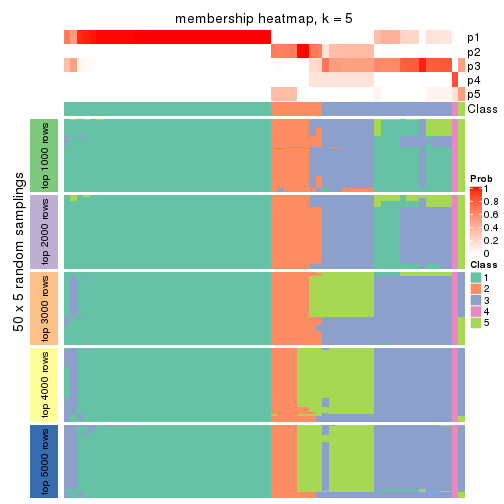 membership heatmap, k = 5
p1
p2
p3
p4
p5
Class
50 x 5 random samplings
top 1000 rows
top 2000 rows
top 3000 rows
top 4000 rows
top 5000 rows
Prob
1
0.8
0.6
0.4
0.2
0
Class
1
2
3
4
5